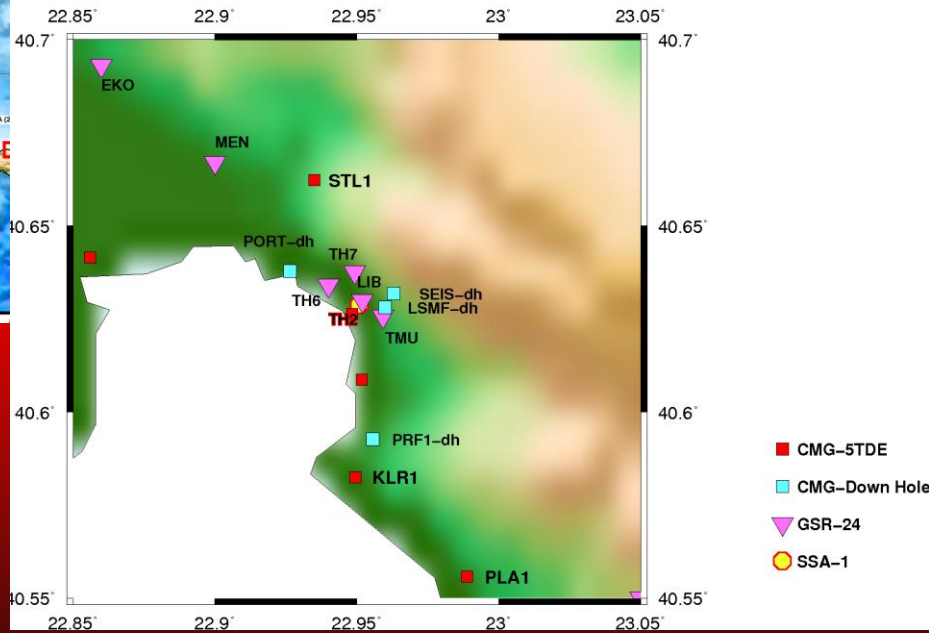 22.85° 22.9° 22.95° 23° 23.05°
40.7° 40.7°
EKO
MEN
STL1
40.65° 40.65°
PORT-dh
TH7
LIB
SEIS-dh
TH6
LSMF-dh
TH2
TMU
40.6° 40.6°
PRF1-dh
CMG-5TDE
KLR1
CMG-Down Hole
GSR-24
SSA-1
PLA1
40.55° 40.55°
22.85° 22.9° 22.95° 23° 23.05°